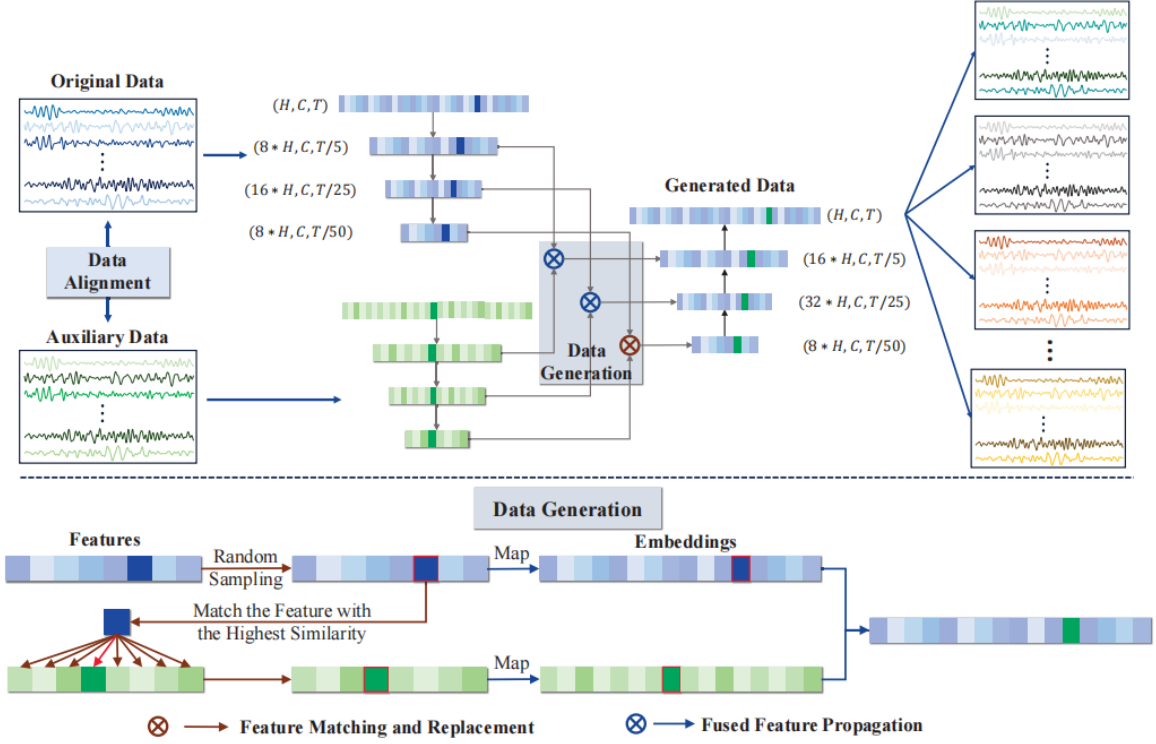 Original Data
(H, C, T)
(8 * H, C, T/5)
(16 * H, C, T/25)
(8 * H, C, T/50)
Data
Alignment
Auxiliary Data
Data
Generation
Generated Data
(H, C, T)
(16 * H, C, T/5)
(32 * H, C, T/25)
(8 * H, C, T/50)
Data Generation
Features
Random
Sampling
Map
Embeddings
Match the Feature with
the Highest Similarity
Map
Feature Matching and Replacement
Fused Feature Propagation